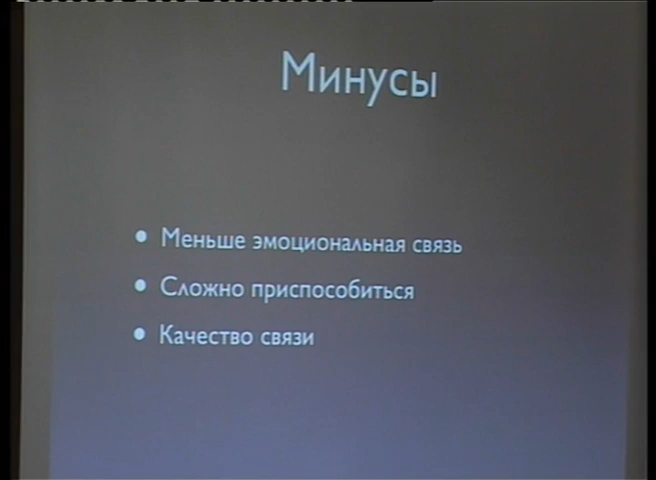 Минусы
• Меньше эмоциональная связь
• Сложно приспособиться
• Качество связи